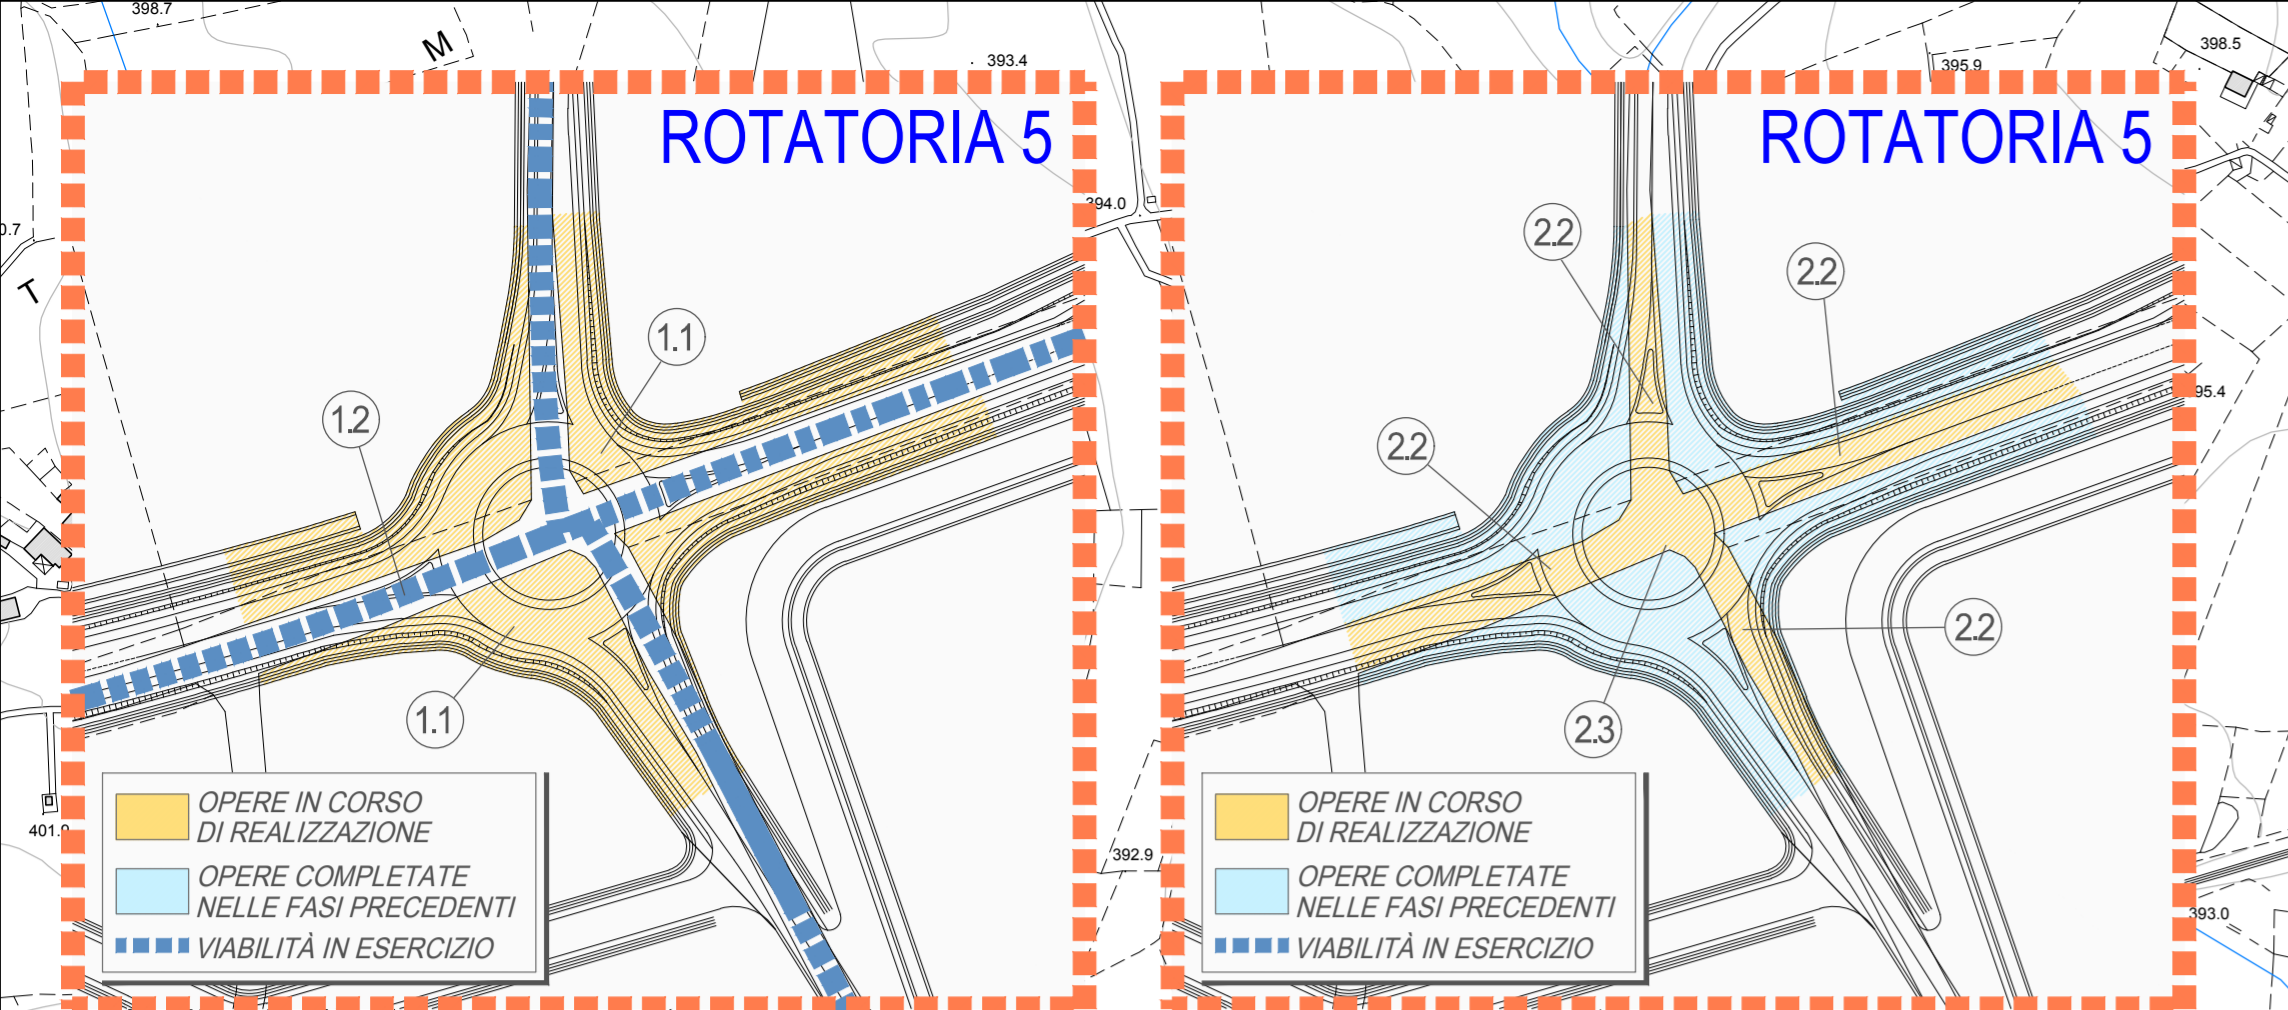 398.7
M
393.4
395.9
398.5
ROTATORIA 5
ROTATORIA 5
394.0
0.7
T
2.2
2.2
1.1
1.2
95.4
2.2
2.2
1.1
2.3
OPERE IN CORSO
DI REALIZZAZIONE
OPERE COMPLETATE
NELLE FASI PRECEDENTI
VIABILITÀ IN ESERCIZIO
401.9
392.9
OPERE IN CORSO
DI REALIZZAZIONE
OPERE COMPLETATE
NELLE FASI PRECEDENTI
VIABILITÀ IN ESERCIZIO
393.0